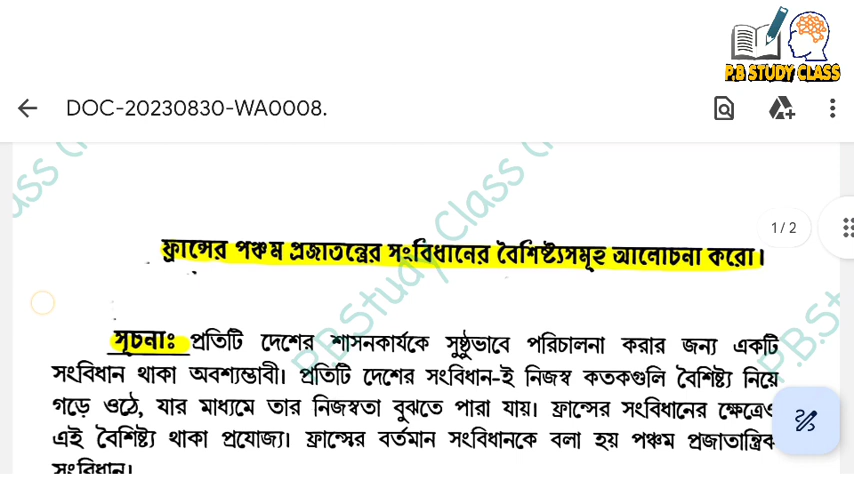 P.B STUDY CLASS
DOC-20230830-WA0008.
1/2
ফ্রান্সের পঞ্চম প্রজাতন্ত্রের সংবিধানের বৈশিষ্ট্যসমূহ আলোচনা করো।
সূচনাঃ প্রতিটি দেশের শাসনকার্যকে সুষ্ঠুভাবে পরিচালনা করার জন্য একটি
সংবিধান থাকা অবশ্যম্ভাবী। প্রতিটি দেশের সংবিধান-ই নিজস্ব কতকগুলি বৈশিষ্ট্য নিয়ে
গড়ে ওঠে, যার মাধ্যমে তার নিজস্বতা বুঝতে পারা যায়। ফ্রান্সের সংবিধানের ক্ষেত্রেও
এই বৈশিষ্ট্য থাকা প্রযোজ্য। ফ্রান্সের বর্তমান সংবিধানকে বলা হয় পঞ্চম প্রজাতান্ত্রিক
সংবিধান।
P.B.Study Class